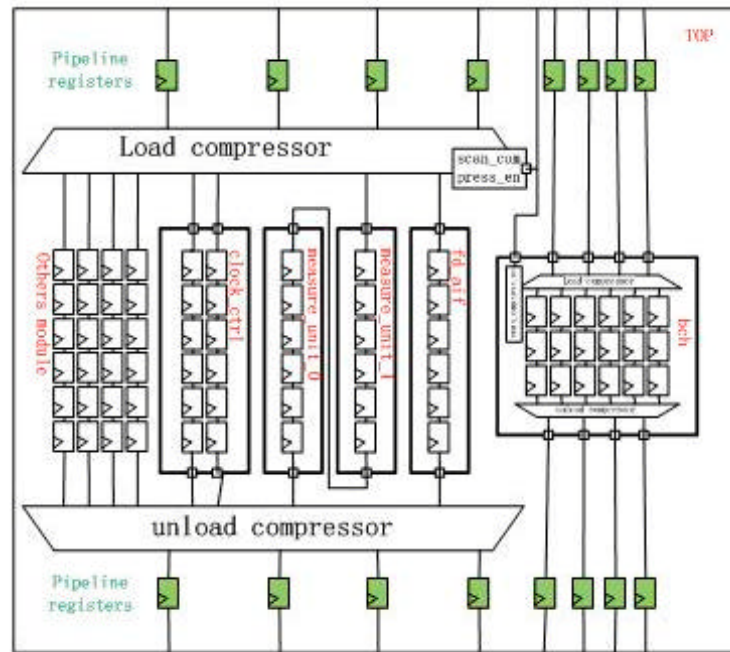 Pipeline
registers
TOP
Load compressor
scan_com
press_en
Others module
clock_ctrl
measure_unit_0
measure_unit_1
fd_aif
Load compressor
bch
unload compressor
unload compressor
Pipeline
registers